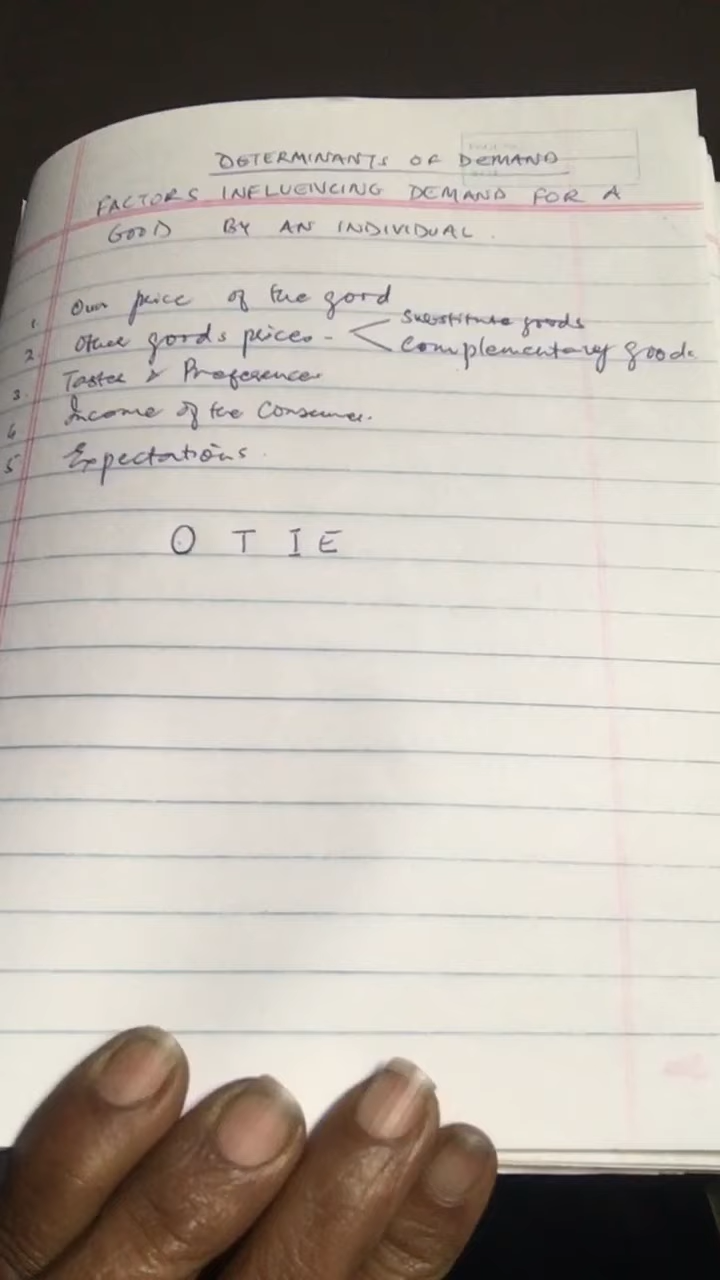 DETERMINANTS OF DEMAND
FACTORS INFLUENCING DEMAND FOR A
GOOD BY AN INDIVIDUAL.
1. Own price of the good
2. Other goods prices - Substitute goods
Complementary goods
3. Tastes & Preferences
4 Income of the Consumer.
5 Expectations.
O T I E